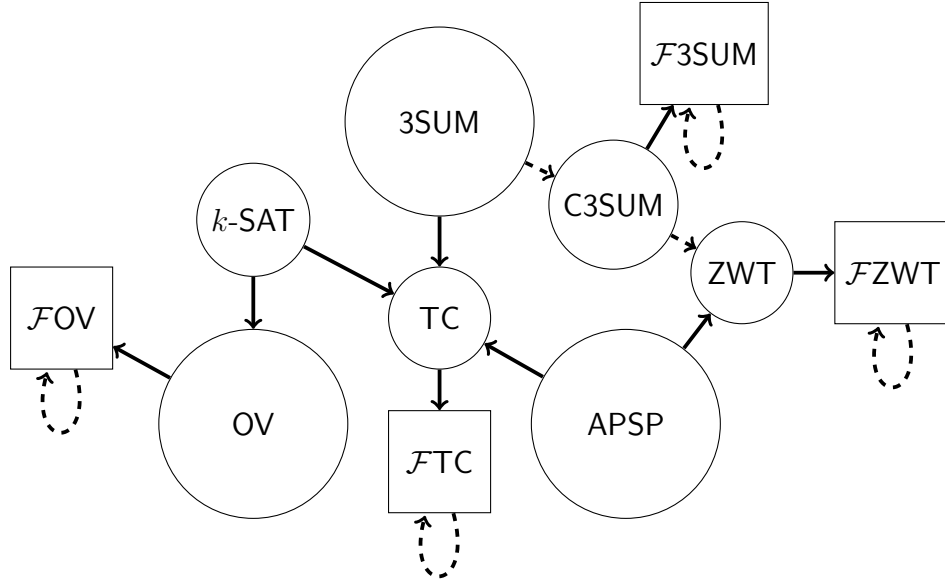 ℱ3SUM
3SUM
C3SUM
k-SAT
ZWT
ℱZWT
ℱOV
TC
OV
APSP
ℱTC